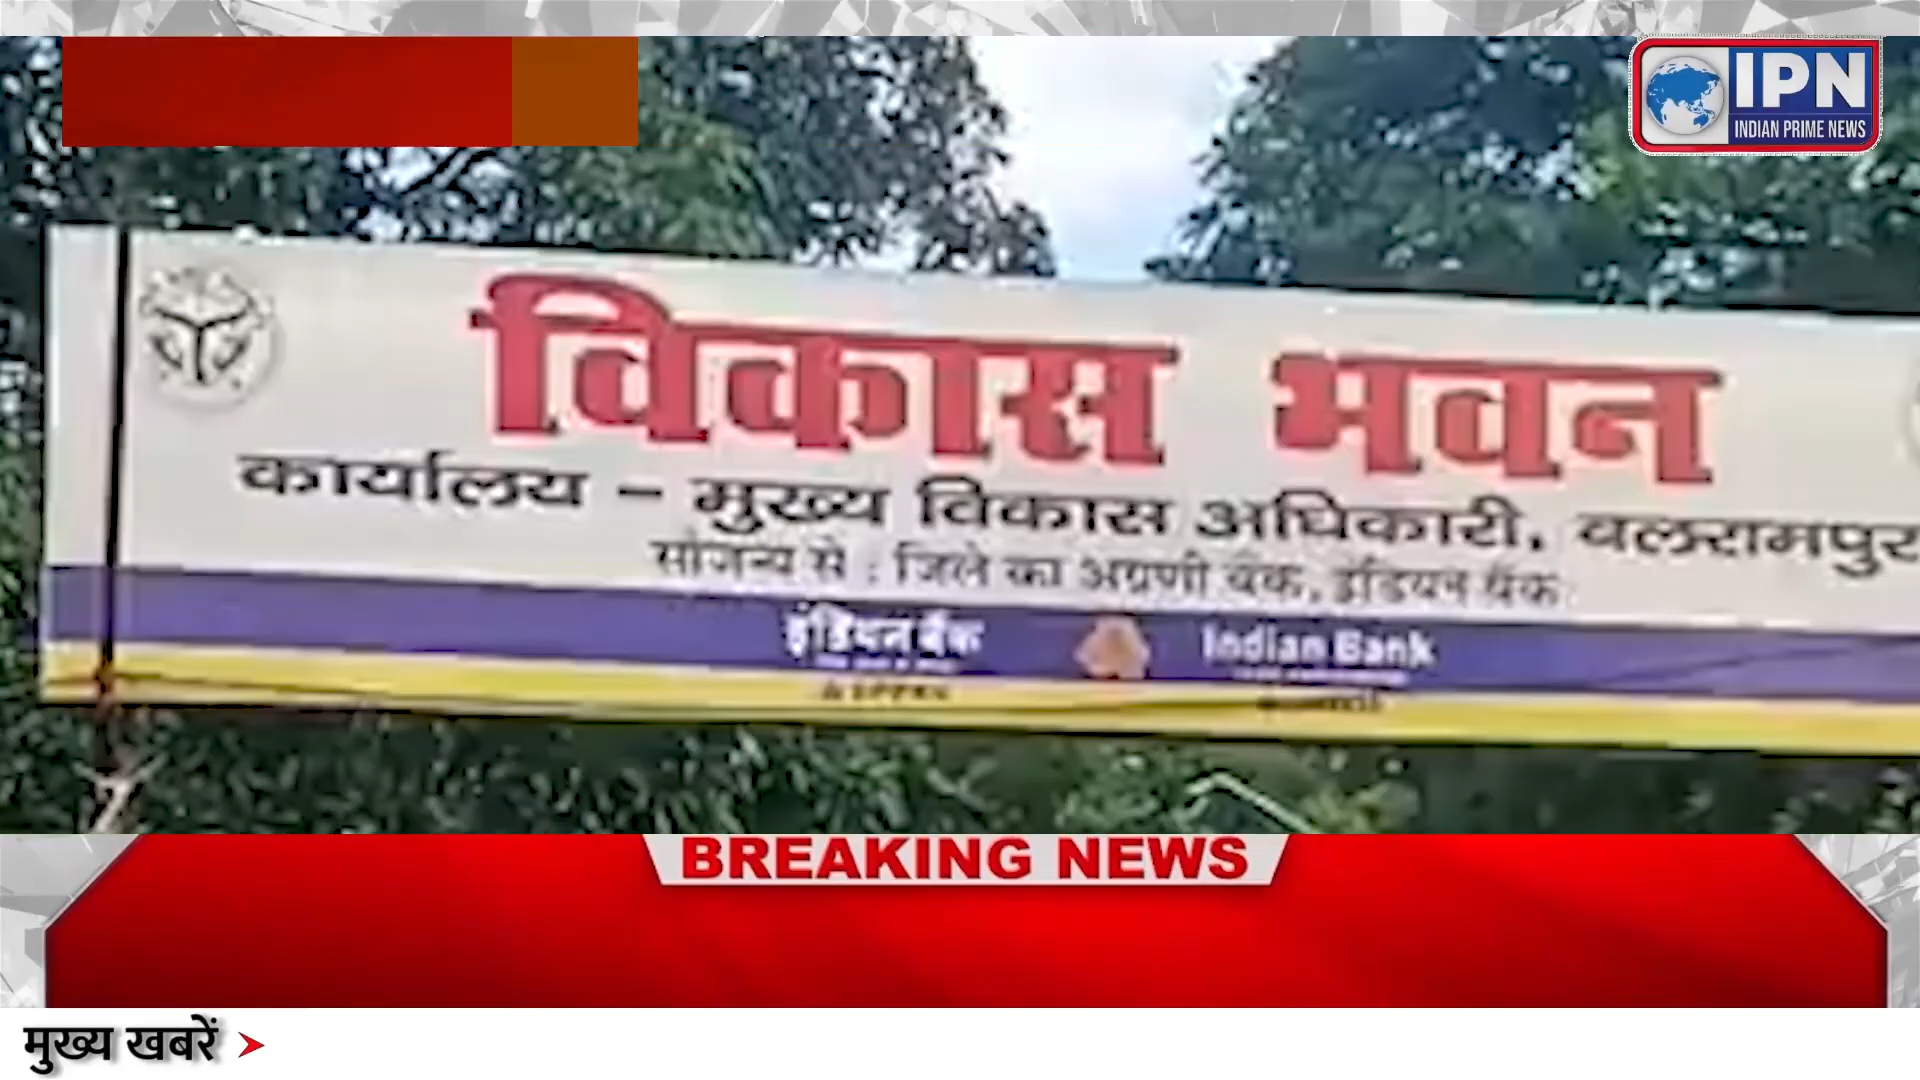 IPN
INDIAN PRIME NEWS
विकास भवन
कार्यालय - मुख्य विकास अधिकारी, बलरामपुर
सौजन्य से : जिले का अग्रणी बैंक, इंडियन बैंक
इंडियन बैंक Indian Bank
BREAKING NEWS
मुख्य खबरें